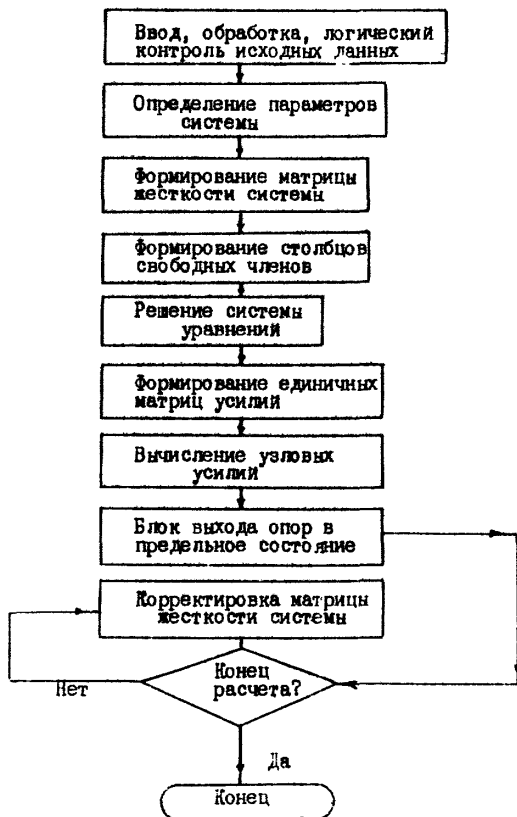 Ввод, обработка, логический
контроль исходных данных
Определение параметров
системы
Формирование матрицы
жесткости системы
Формирование столбцов
свободных членов
Решение системы
уравнений
Формирование единичных
матриц усилий
Вычисление узловых
усилий
Блок выхода опор в
предельное состояние
Корректировка матрицы
жесткости системы
Конец
расчета?
Нет
Да
Конец